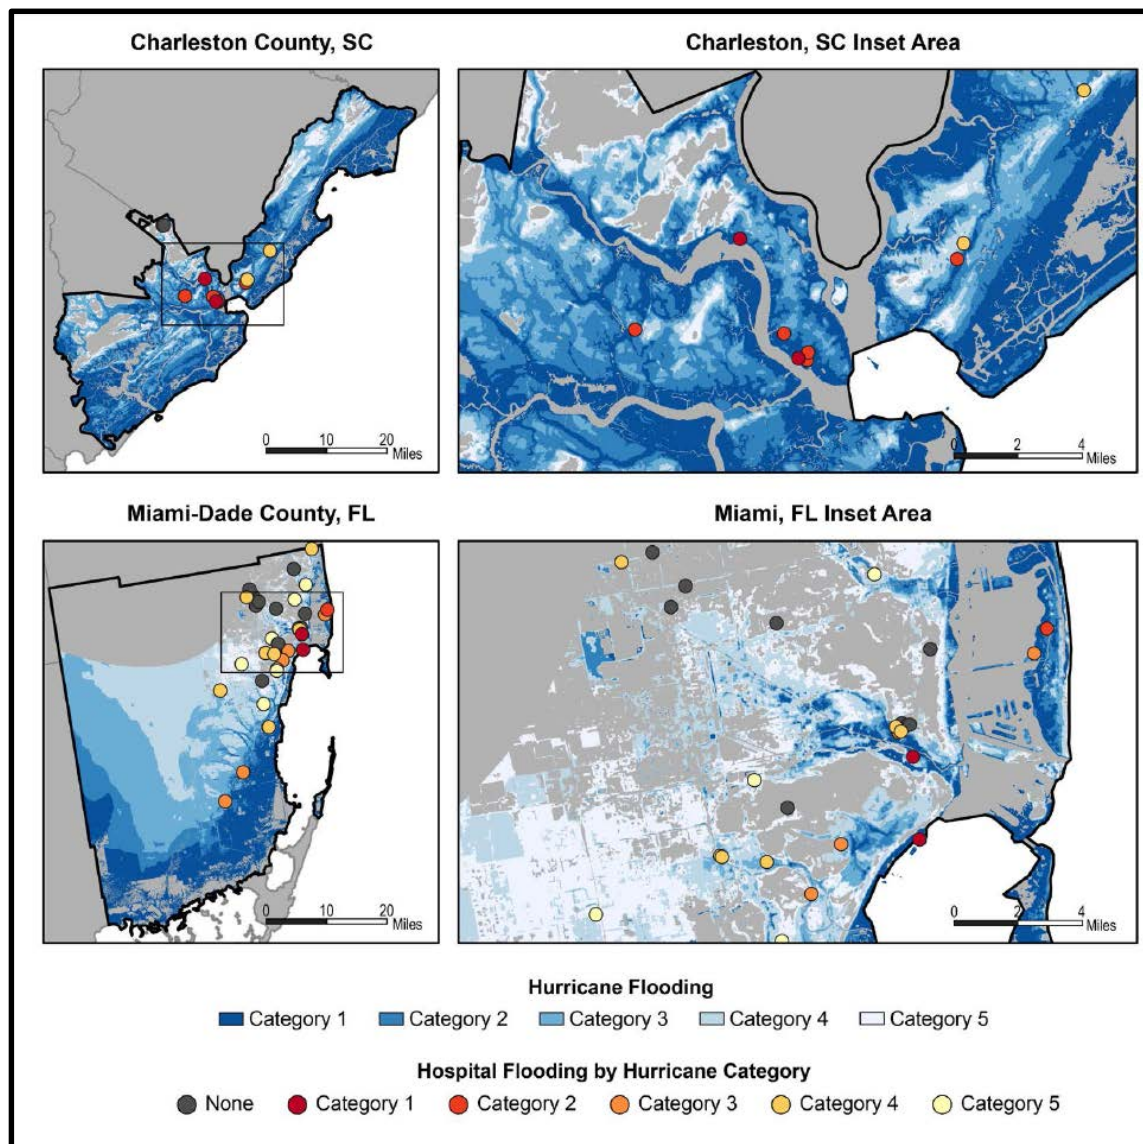 Charleston County, SC
Charleston, SC Inset Area
0 10 20
Miles
0 2 4
Miles
Miami-Dade County, FL
Miami, FL Inset Area
0 10 20
Miles
0 2 4
Miles
Hurricane Flooding
Category 1 Category 2 Category 3 Category 4 Category 5
Hospital Flooding by Hurricane Category
None Category 1 Category 2 Category 3 Category 4 Category 5